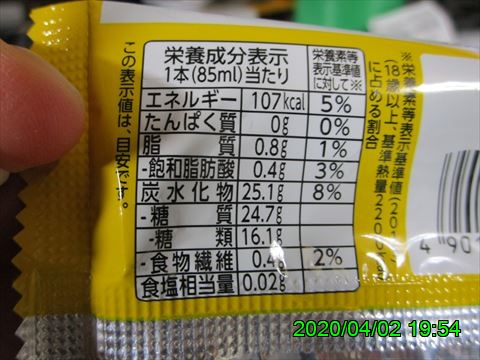 栄養成分表示
1本(85ml)当たり
栄養素等
表示基準値
に対して※
エネルギー 107kcal 5%
たんぱく質 0g 0%
脂質 0.8g 1%
-飽和脂肪酸 0.4g 3%
炭水化物 25.1g 8%
-糖質 24.7g
-糖類 16.1g
-食物繊維 0.4g 2%
食塩相当量 0.02g
この表示値は、目安です。
※栄養素等表示基準値(201
(18歳以上、基準熱量220
に占める割合
4 901
2020/04/02 19:54